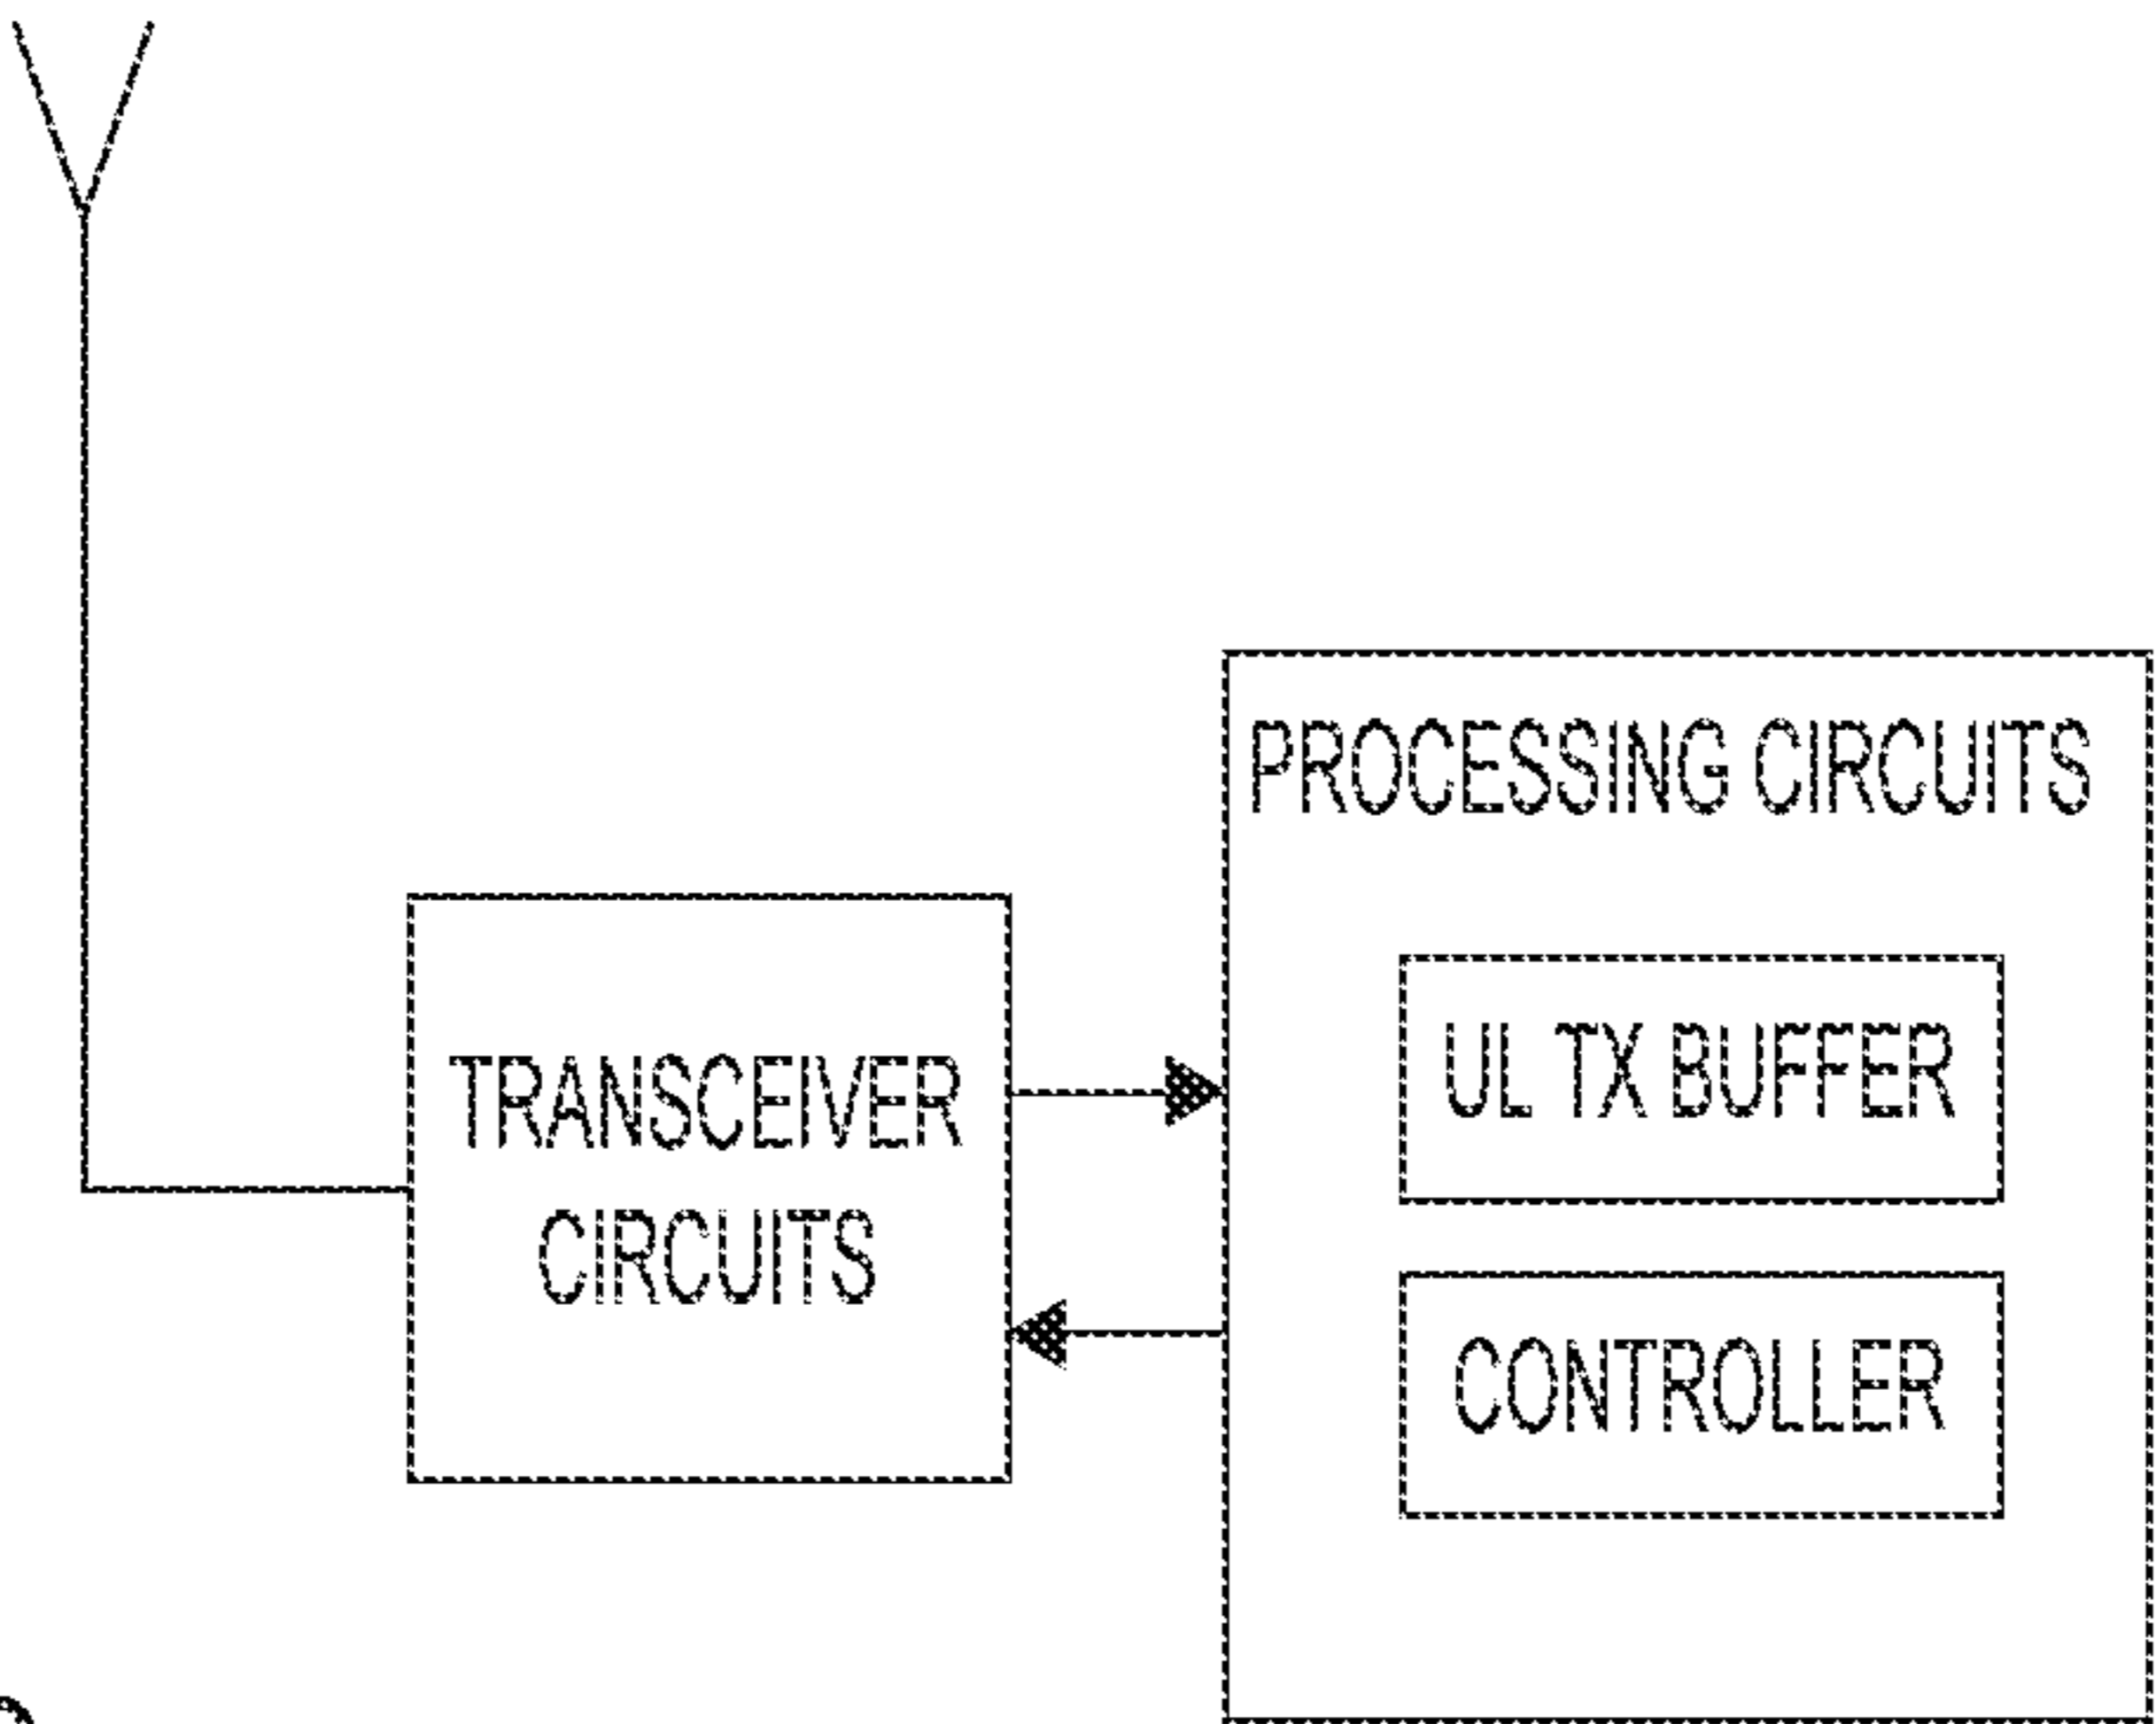 PROCESSING CIRCUITS
TRANSCEIVER
CIRCUITS
UL TX BUFFER
CONTROLLER